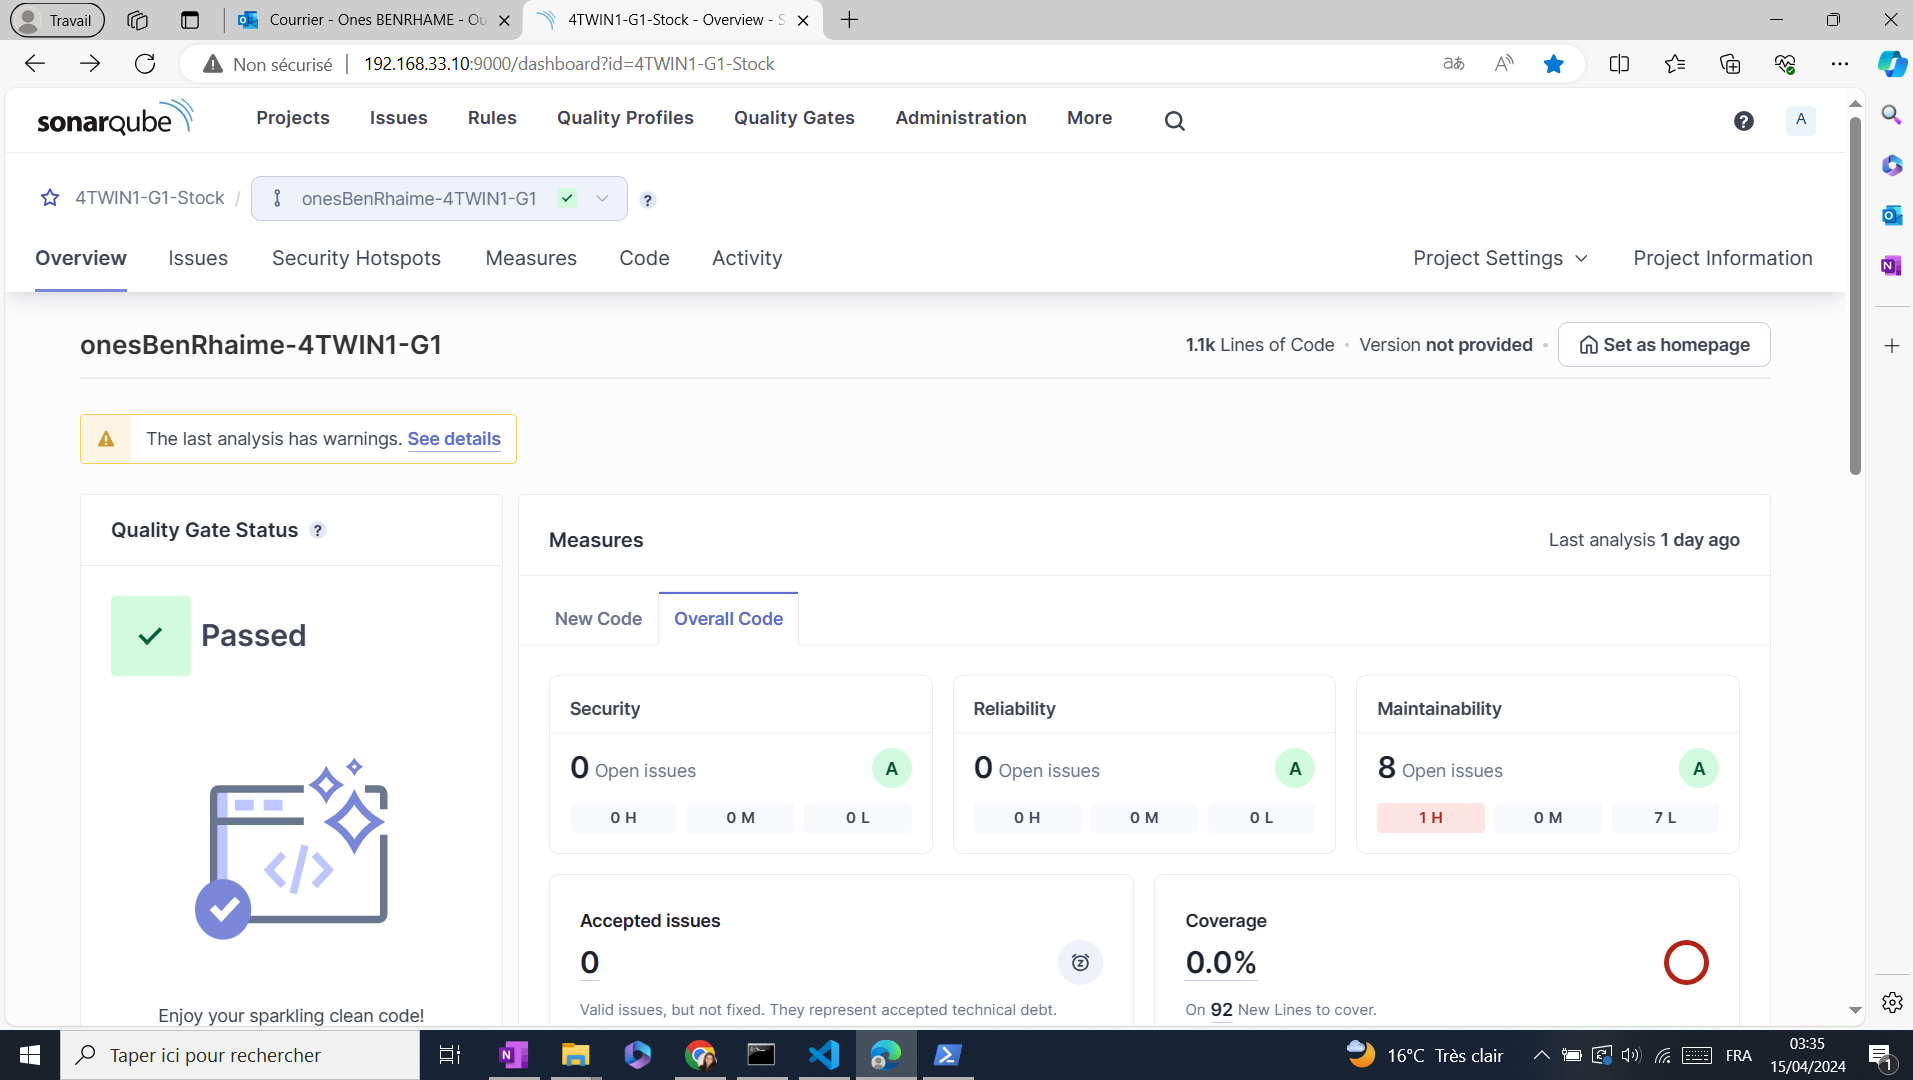 Travail
Courrier - Ones BENRHAME - Ou
4TWIN1-G1-Stock - Overview - S
Non sécurisé
192.168.33.10:9000/dashboard?id=4TWIN1-G1-Stock
sonarqube
Projects Issues Rules Quality Profiles Quality Gates Administration More
? A
4TWIN1-G1-Stock / onesBenRhaime-4TWIN1-G1 ?
Overview Issues Security Hotspots Measures Code Activity Project Settings Project Information
onesBenRhaime-4TWIN1-G1
1.1k Lines of Code • Version not provided • Set as homepage
The last analysis has warnings. See details
Quality Gate Status ?
Passed
Enjoy your sparkling clean code!
Measures
Last analysis 1 day ago
New Code Overall Code
Security
0 Open issues A
0 H 0 M 0 L
Reliability
0 Open issues A
0 H 0 M 0 L
Maintainability
8 Open issues A
1 H 0 M 7 L
Accepted issues
0
Valid issues, but not fixed. They represent accepted technical debt.
Coverage
0.0%
On 92 New Lines to cover.
Taper ici pour rechercher
16°C Très clair
FRA
03:35
15/04/2024
1